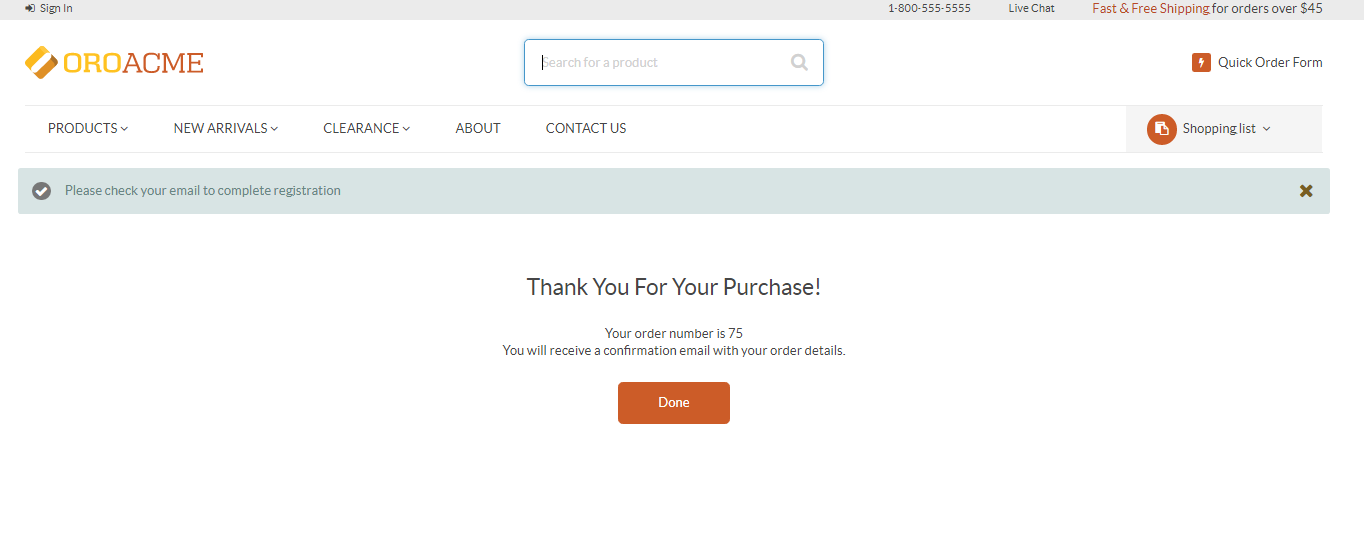 Sign In
1-800-555-5555
Live Chat
Fast & Free Shipping for orders over $45
OROACME
Search for a product
Quick Order Form
PRODUCTS
NEW ARRIVALS
CLEARANCE
ABOUT
CONTACT US
Shopping list
Please check your email to complete registration
Thank You For Your Purchase!
Your order number is 75
You will receive a confirmation email with your order details.
Done